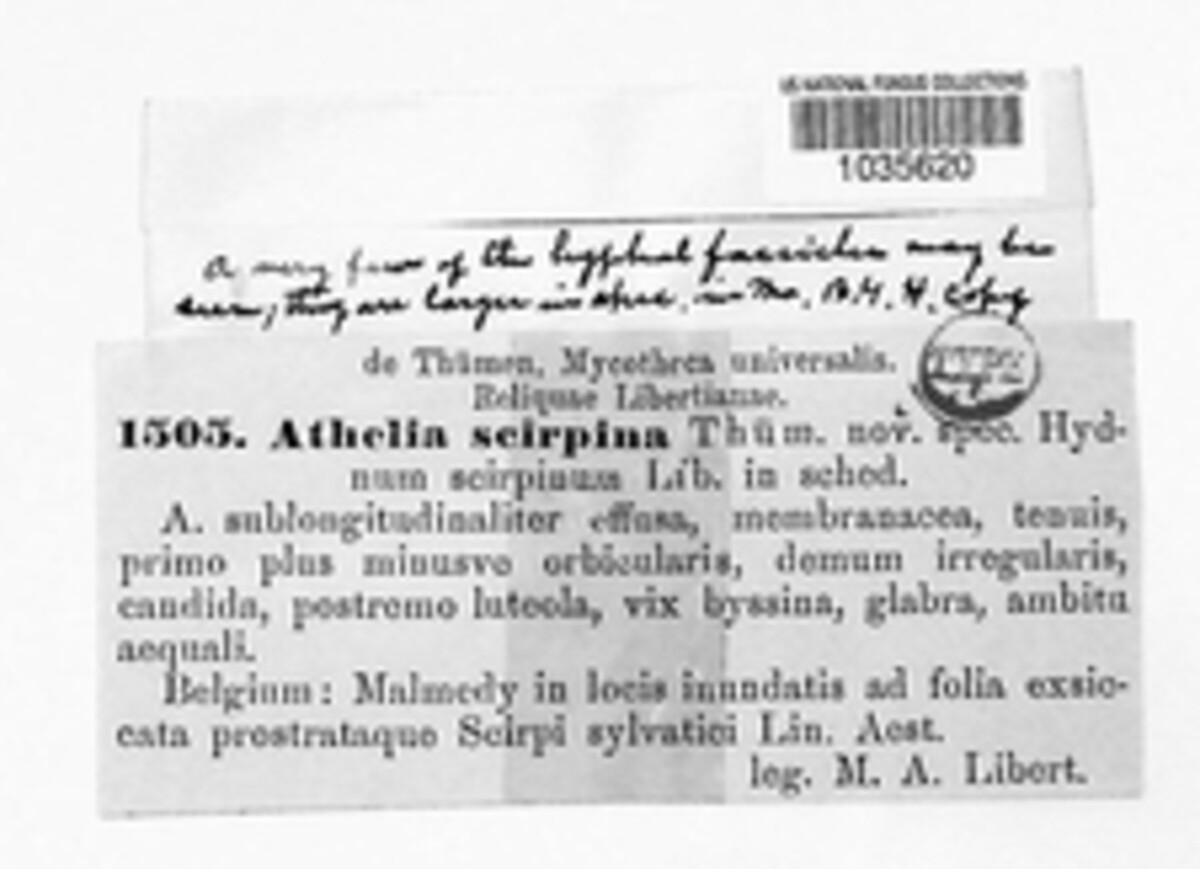 US NATIONAL FUNGUS COLLECTIONS
1035620
A very few of the hyphal fascicles may be
seen; they are larger in spec. in Mo. B. G. H. copy
de Thümen, Mycotheca universalis.
Reliquae Libertianae.
1505. Athelia scirpina Thüm. nov. spec. Hyd-
num scirpinum Lib. in sched.
A. sublongitudinaliter effusa, membranacea, tenuis,
primo plus minusve orbicularis, demum irregularis,
candida, postremo luteola, vix byssina, glabra, ambitu
aequali.
Belgium: Malmedy in locis inundatis ad folia exsic-
cata prostrataque Scirpi sylvatici Lin. Aest.
leg. M. A. Libert.